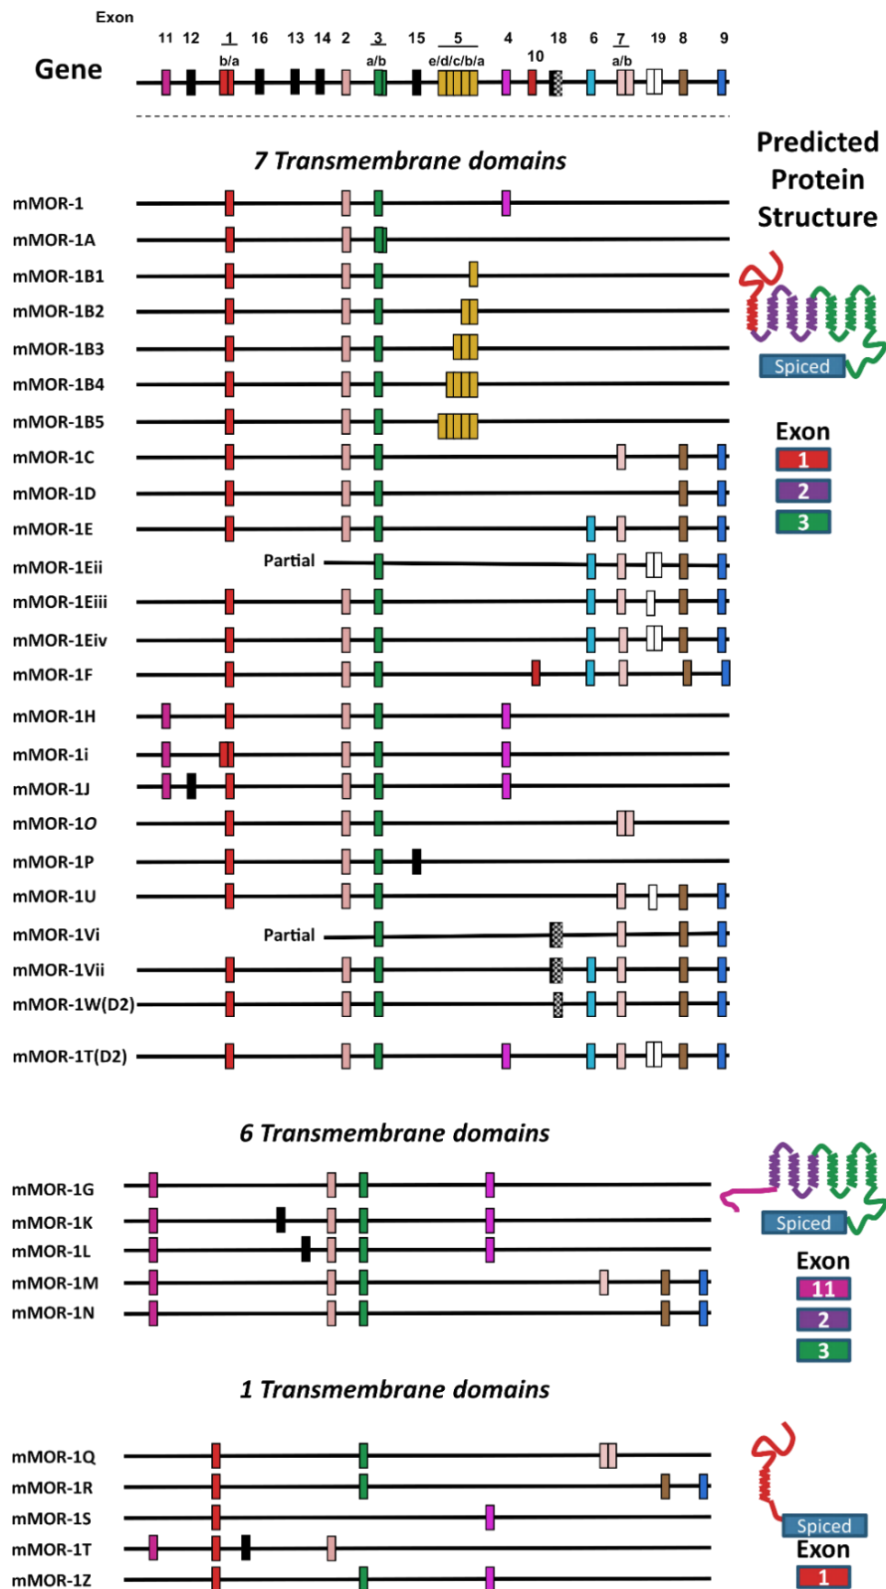 Exon
11 12 1 16 13 14 2 3 15 5 4 10 18 6 7 19 8 9
b/a a/b e/d/c/b/a a/b
Gene
7 Transmembrane domains
Predicted
Protein
Structure
mMOR-1
mMOR-1A
mMOR-1B1
mMOR-1B2
mMOR-1B3
Spiced
mMOR-1B4
mMOR-1B5
Exon
mMOR-1C
1
mMOR-1D
2
mMOR-1E
3
mMOR-1Eii Partial
mMOR-1Eiii
mMOR-1Eiv
mMOR-1F
mMOR-1H
mMOR-1i
mMOR-1J
mMOR-1O
mMOR-1P
mMOR-1U
mMOR-1Vi Partial
mMOR-1Vii
mMOR-1W(D2)
mMOR-1T(D2)
6 Transmembrane domains
mMOR-1G
mMOR-1K
Spiced
mMOR-1L
Exon
mMOR-1M
11
mMOR-1N
2
3
1 Transmembrane domains
mMOR-1Q
mMOR-1R
mMOR-1S
Spiced
mMOR-1T
Exon
mMOR-1Z
1